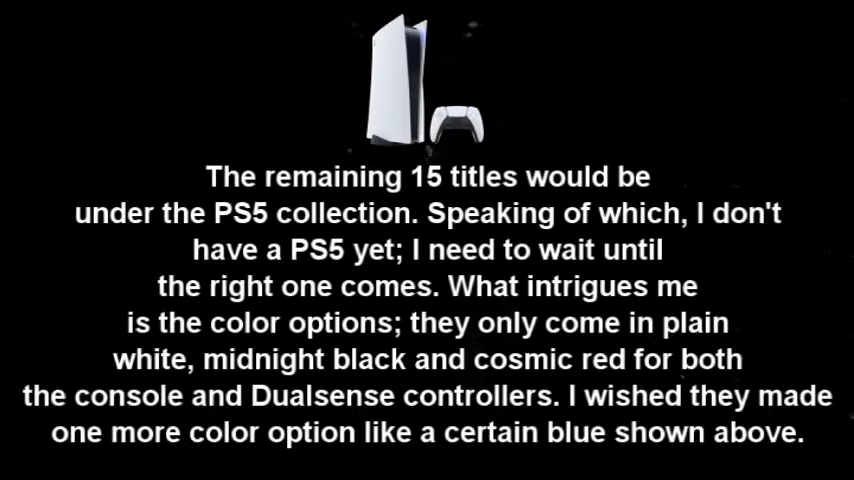 The remaining 15 titles would be
under the PS5 collection. Speaking of which, I don't
have a PS5 yet; I need to wait until
the right one comes. What intrigues me
is the color options; they only come in plain
white, midnight black and cosmic red for both
the console and Dualsense controllers. I wished they made
one more color option like a certain blue shown above.